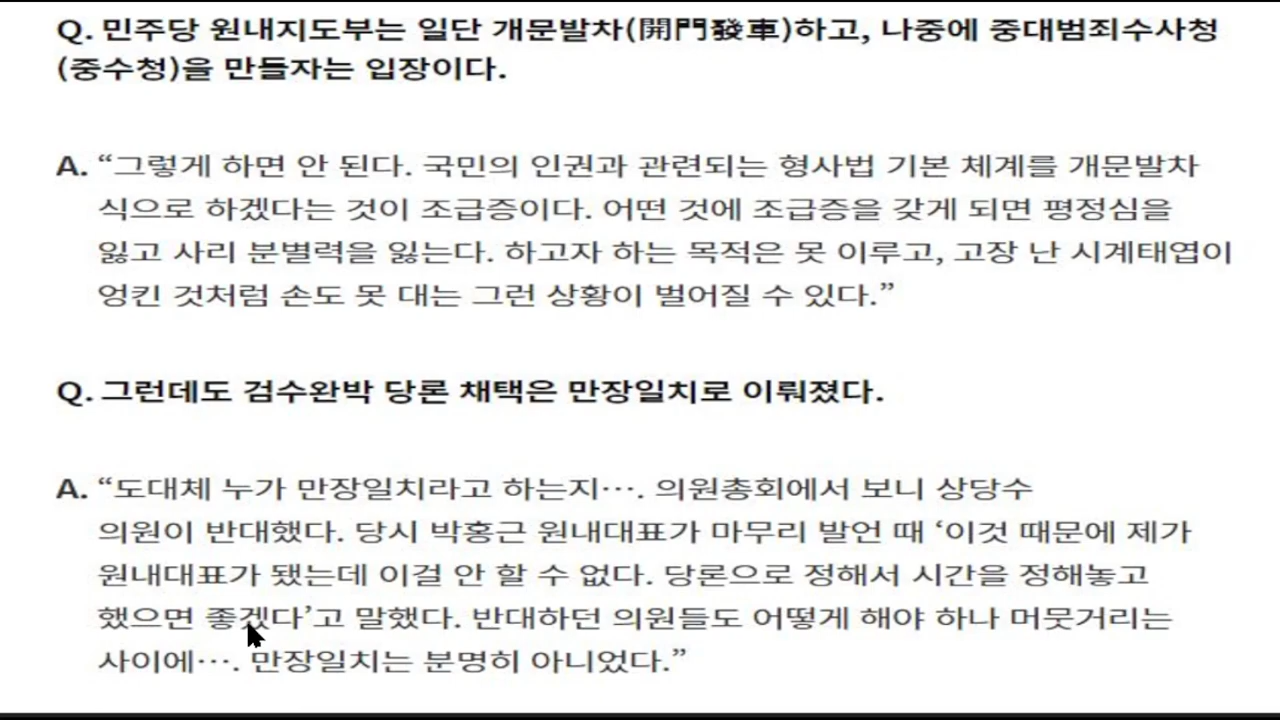 Q. 민주당 원내지도부는 일단 개문발차(開門發車)하고, 나중에 중대범죄수사청
(중수청)을 만들자는 입장이다.
A. “그렇게 하면 안 된다. 국민의 인권과 관련되는 형사법 기본 체계를 개문발차
식으로 하겠다는 것이 조급증이다. 어떤 것에 조급증을 갖게 되면 평정심을
잃고 사리 분별력을 잃는다. 하고자 하는 목적은 못 이루고, 고장 난 시계태엽이
엉킨 것처럼 손도 못 대는 그런 상황이 벌어질 수 있다.”
Q. 그런데도 검수완박 당론 채택은 만장일치로 이뤄졌다.
A. “도대체 누가 만장일치라고 하는지…. 의원총회에서 보니 상당수
의원이 반대했다. 당시 박홍근 원내대표가 마무리 발언 때 ‘이것 때문에 제가
원내대표가 됐는데 이걸 안 할 수 없다. 당론으로 정해서 시간을 정해놓고
했으면 좋겠다’고 말했다. 반대하던 의원들도 어떻게 해야 하나 머뭇거리는
사이에…. 만장일치는 분명히 아니었다.”